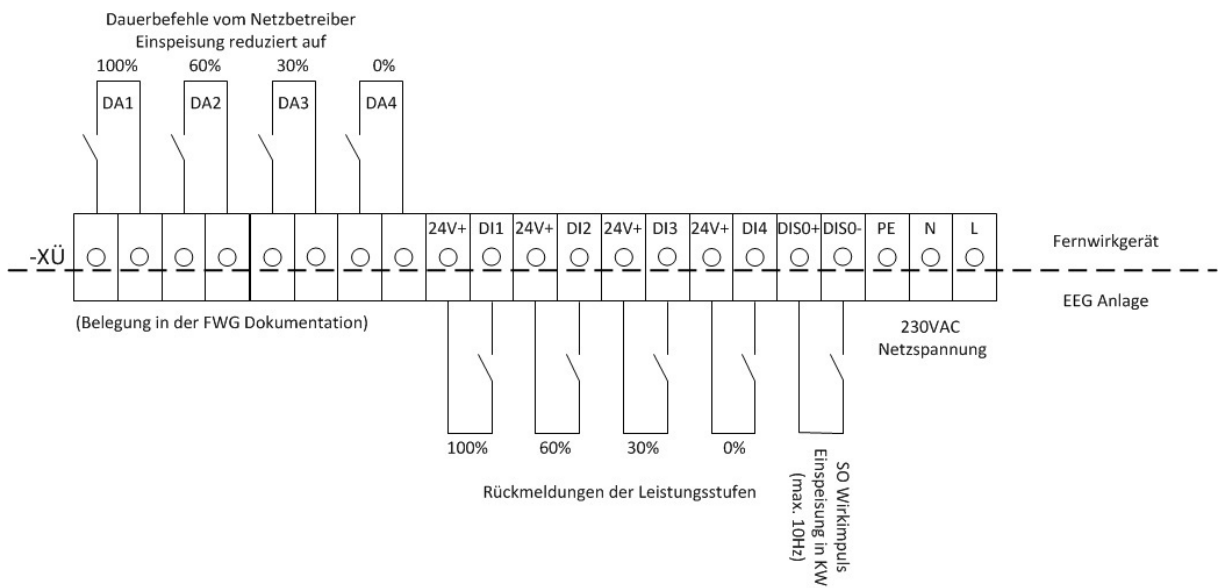 Dauerbefehle vom Netzbetreiber
Einspeisung reduziert auf
100% 60% 30% 0%
DA1 DA2 DA3 DA4
24V+ DI1 24V+ DI2 24V+ DI3 24V+ DI4 DIS0+ DIS0- PE N L
Fernwirkgerät
-XÜ
EEG Anlage
(Belegung in der FWG Dokumentation)
230VAC
Netzspannung
100% 60% 30% 0%
Rückmeldungen der Leistungsstufen
SO Wirkimpuls
Einspeisung in KW
(max. 10Hz)